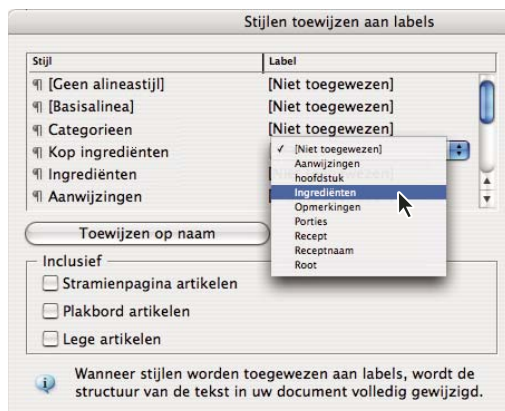 Stijlen toewijzen aan labels
Stijl Label
¶ [Geen alineastijl] [Niet toegewezen]
¶ [Basisalinea] [Niet toegewezen]
¶ Categorieen [Niet toegewezen]
¶ Kop ingrediënten
¶ Ingrediënten
¶ Aanwijzingen
✓ [Niet toegewezen]
Aanwijzingen
hoofdstuk
Ingrediënten
Opmerkingen
Porties
Recept
Receptnaam
Root
Toewijzen op naam
Inclusief
Stramienpagina artikelen
Plakbord artikelen
Lege artikelen
Wanneer stijlen worden toegewezen aan labels, wordt de
structuur van de tekst in uw document volledig gewijzigd.